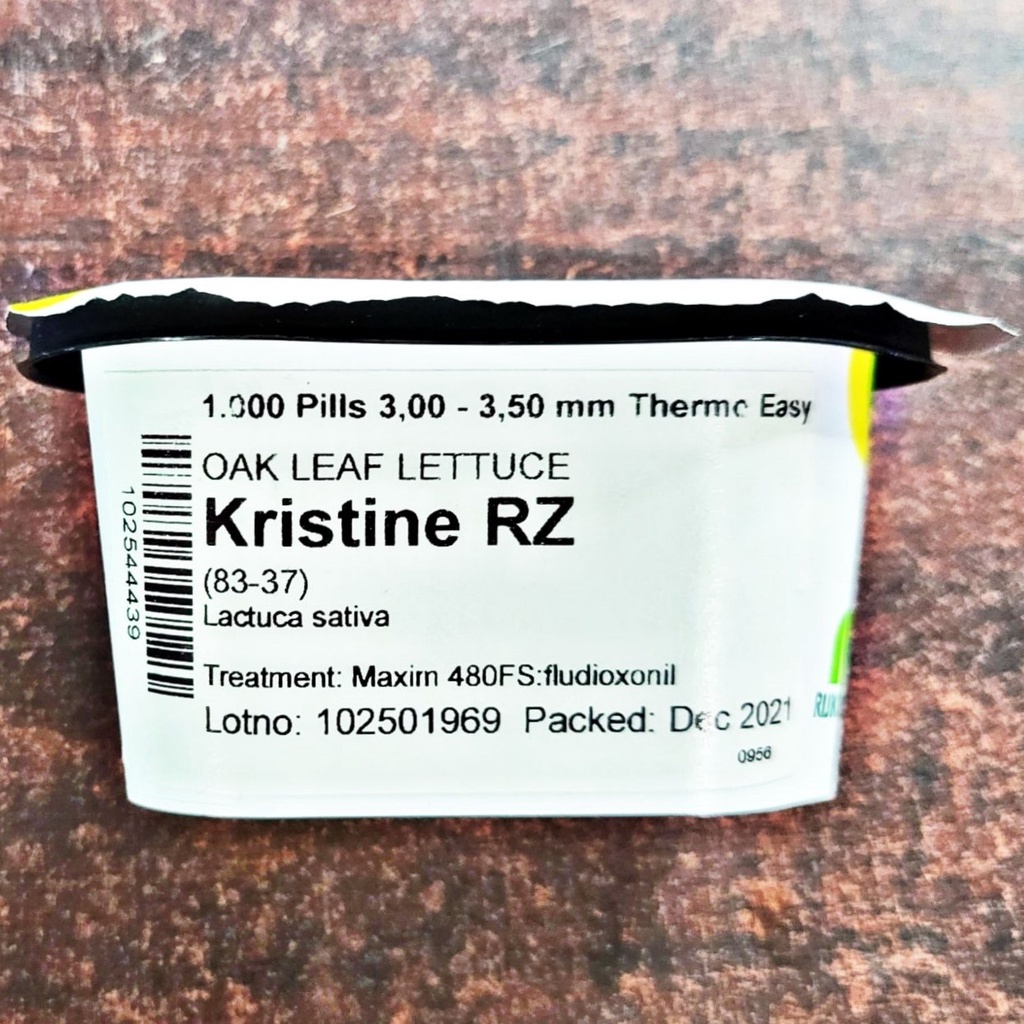 1.000 Pills 3,00 - 3,50 mm Thermo Easy
OAK LEAF LETTUCE
Kristine RZ
(83-37)
Lactuca sativa
Treatment: Maxim 480FS:fludioxonil
Lotno: 102501969 Packed: Dec 2021
0956
102544439